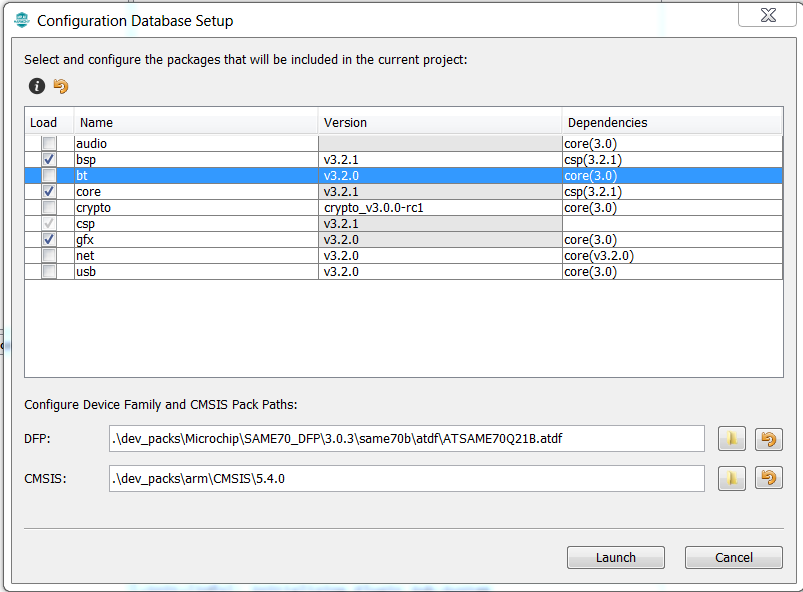 Configuration Database Setup
Select and configure the packages that will be included in the current project:
Load Name Version Dependencies
audio core(3.0)
bsp v3.2.1 csp(3.2.1)
bt v3.2.0 core(3.0)
core v3.2.1 csp(3.2.1)
crypto crypto_v3.0.0-rc1 core(3.0)
csp v3.2.1
gfx v3.2.0 core(3.0)
net v3.2.0 core(v3.2.0)
usb v3.2.0 core(3.0)
Configure Device Family and CMSIS Pack Paths:
DFP: .\dev_packs\Microchip\SAME70_DFP\3.0.3\same70b\atdf\ATSAME70Q21B.atdf
CMSIS: .\dev_packs\arm\CMSIS\5.4.0
Launch Cancel